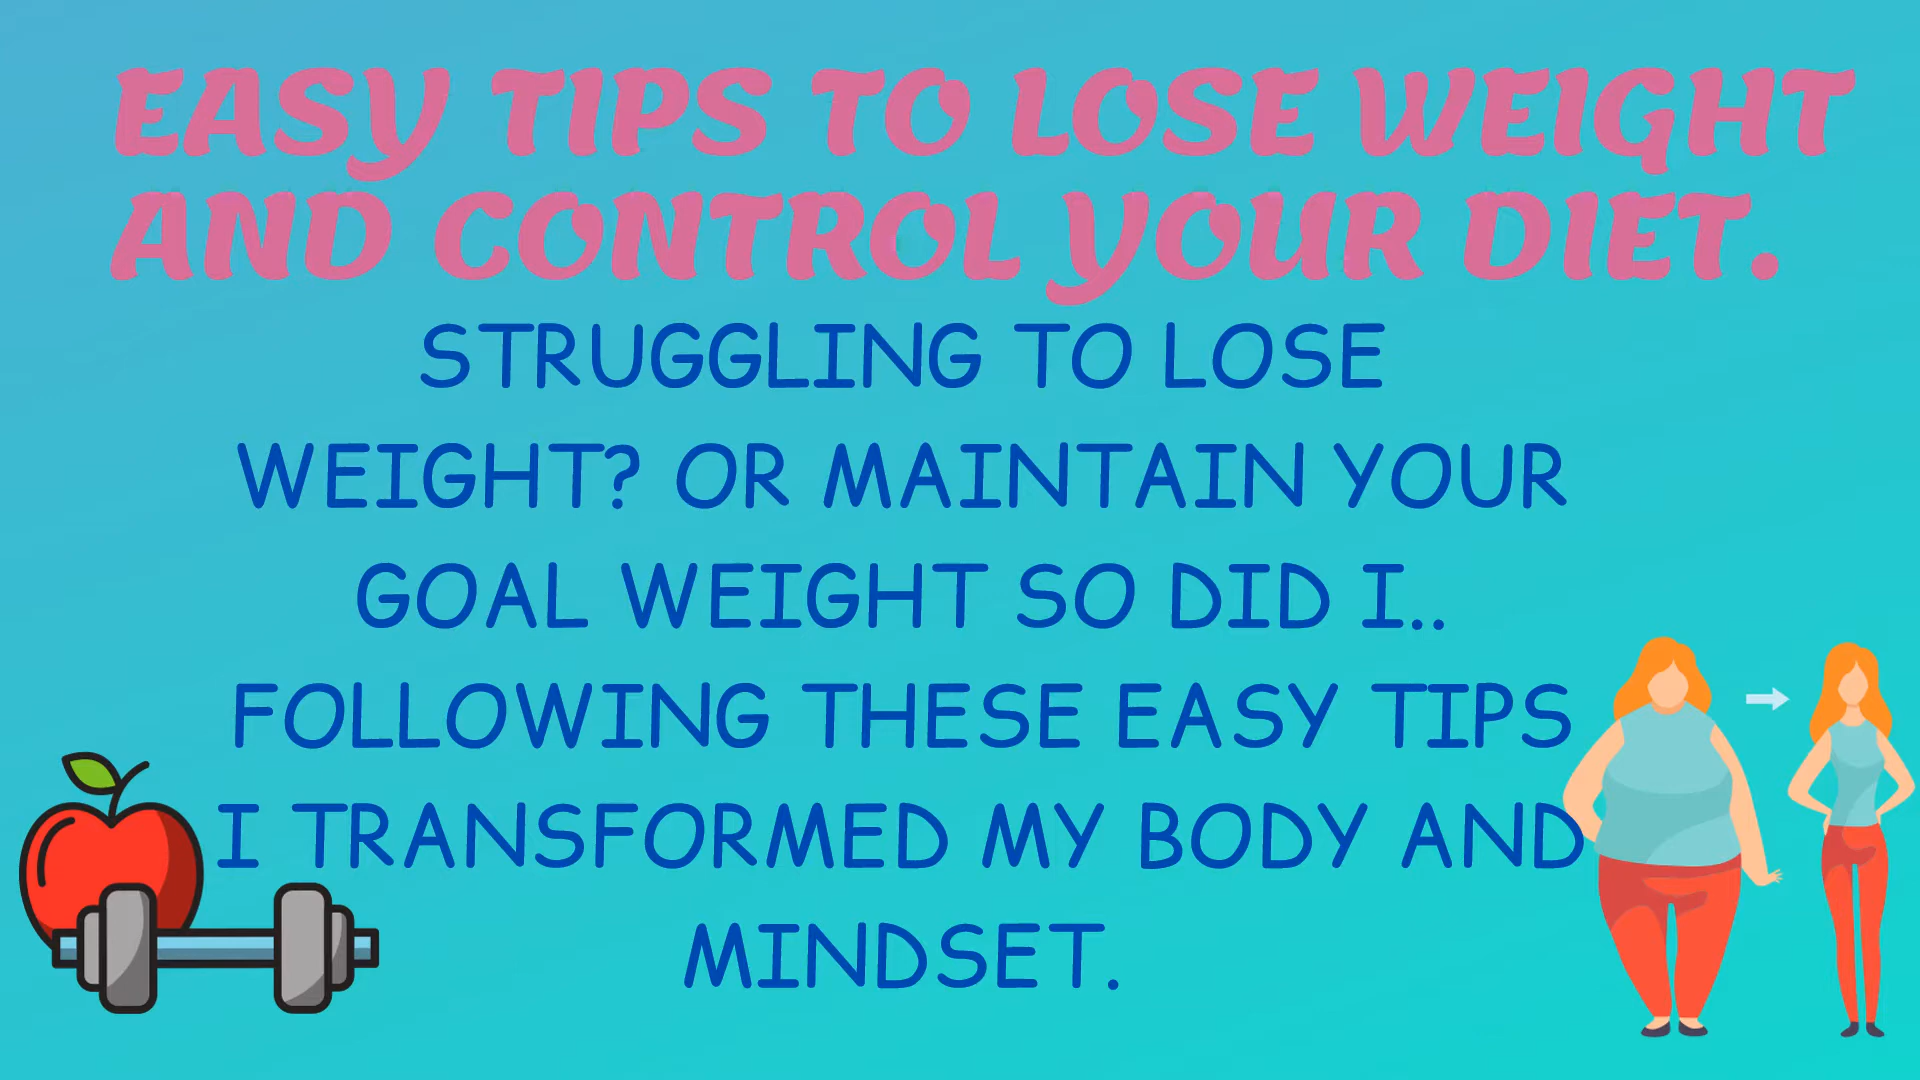 EASY TIPS TO LOSE WEIGHT
AND CONTROL YOUR DIET.
STRUGGLING TO LOSE
WEIGHT? OR MAINTAIN YOUR
GOAL WEIGHT SO DID I..
FOLLOWING THESE EASY TIPS
I TRANSFORMED MY BODY AND
MINDSET.